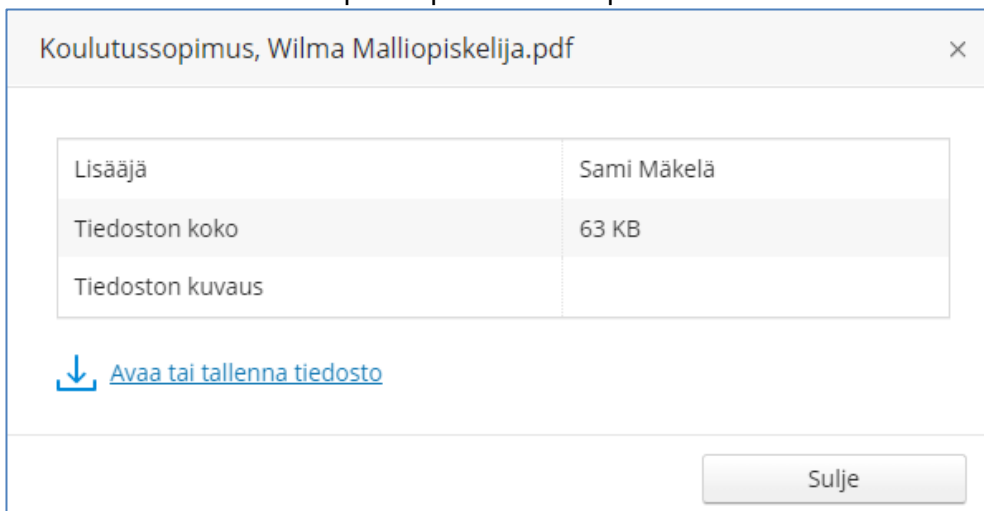 Koulutussopimus, Wilma Malliopiskelija.pdf
Lisääjä Sami Mäkelä
Tiedoston koko 63 KB
Tiedoston kuvaus
Avaa tai tallenna tiedosto
Sulje